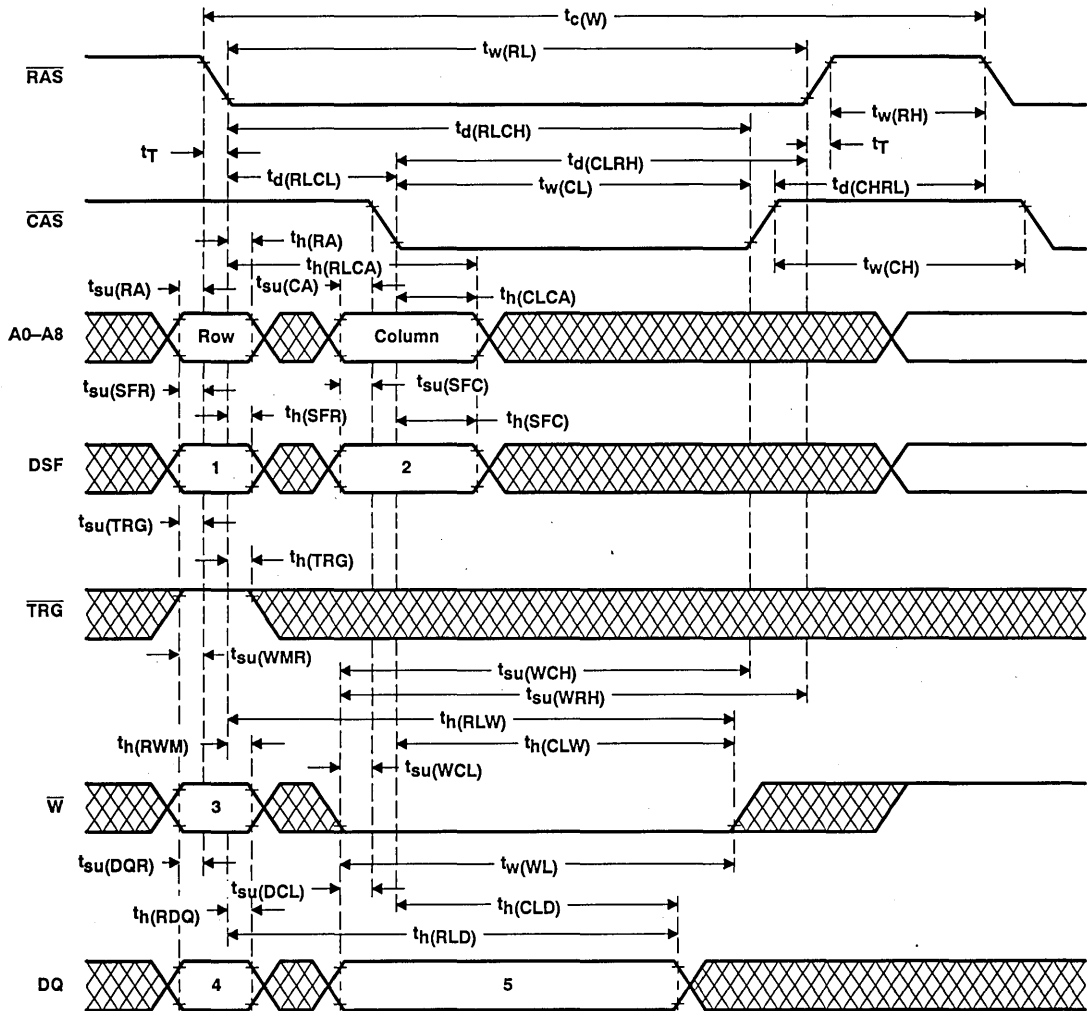 tc(W)
tw(RL)
RAS
tw(RH)
td(RLCH)
tT
tT
td(CLRH)
td(RLCL)
tw(CL)
td(CHRL)
CAS
th(RA)
th(RLCA)
tw(CH)
tsu(RA)
tsu(CA)
th(CLCA)
A0–A8
Row
Column
tsu(SFR)
tsu(SFC)
th(SFR)
th(SFC)
DSF
1
2
tsu(TRG)
th(TRG)
TRG
tsu(WMR)
tsu(WCH)
tsu(WRH)
th(RLW)
th(RWM)
th(CLW)
tsu(WCL)
W
3
tsu(DQR)
tw(WL)
tsu(DCL)
th(CLD)
th(RDQ)
th(RLD)
DQ
4
5